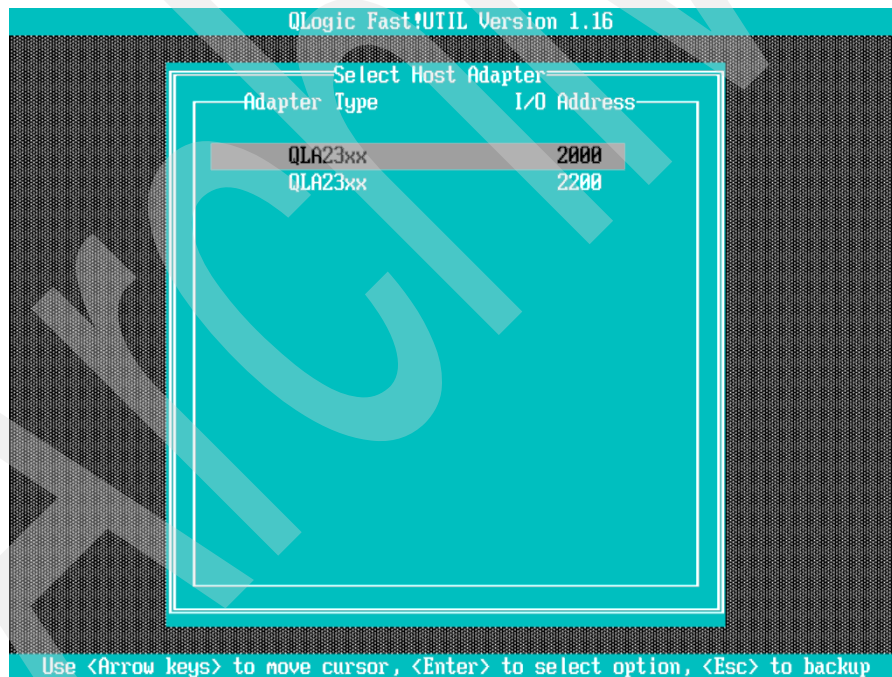 QLogic Fast!UTIL Version 1.16
Select Host Adapter
Adapter Type I/O Address
QLA23xx 2000
QLA23xx 2200
Use <Arrow keys> to move cursor, <Enter> to select option, <Esc> to backup